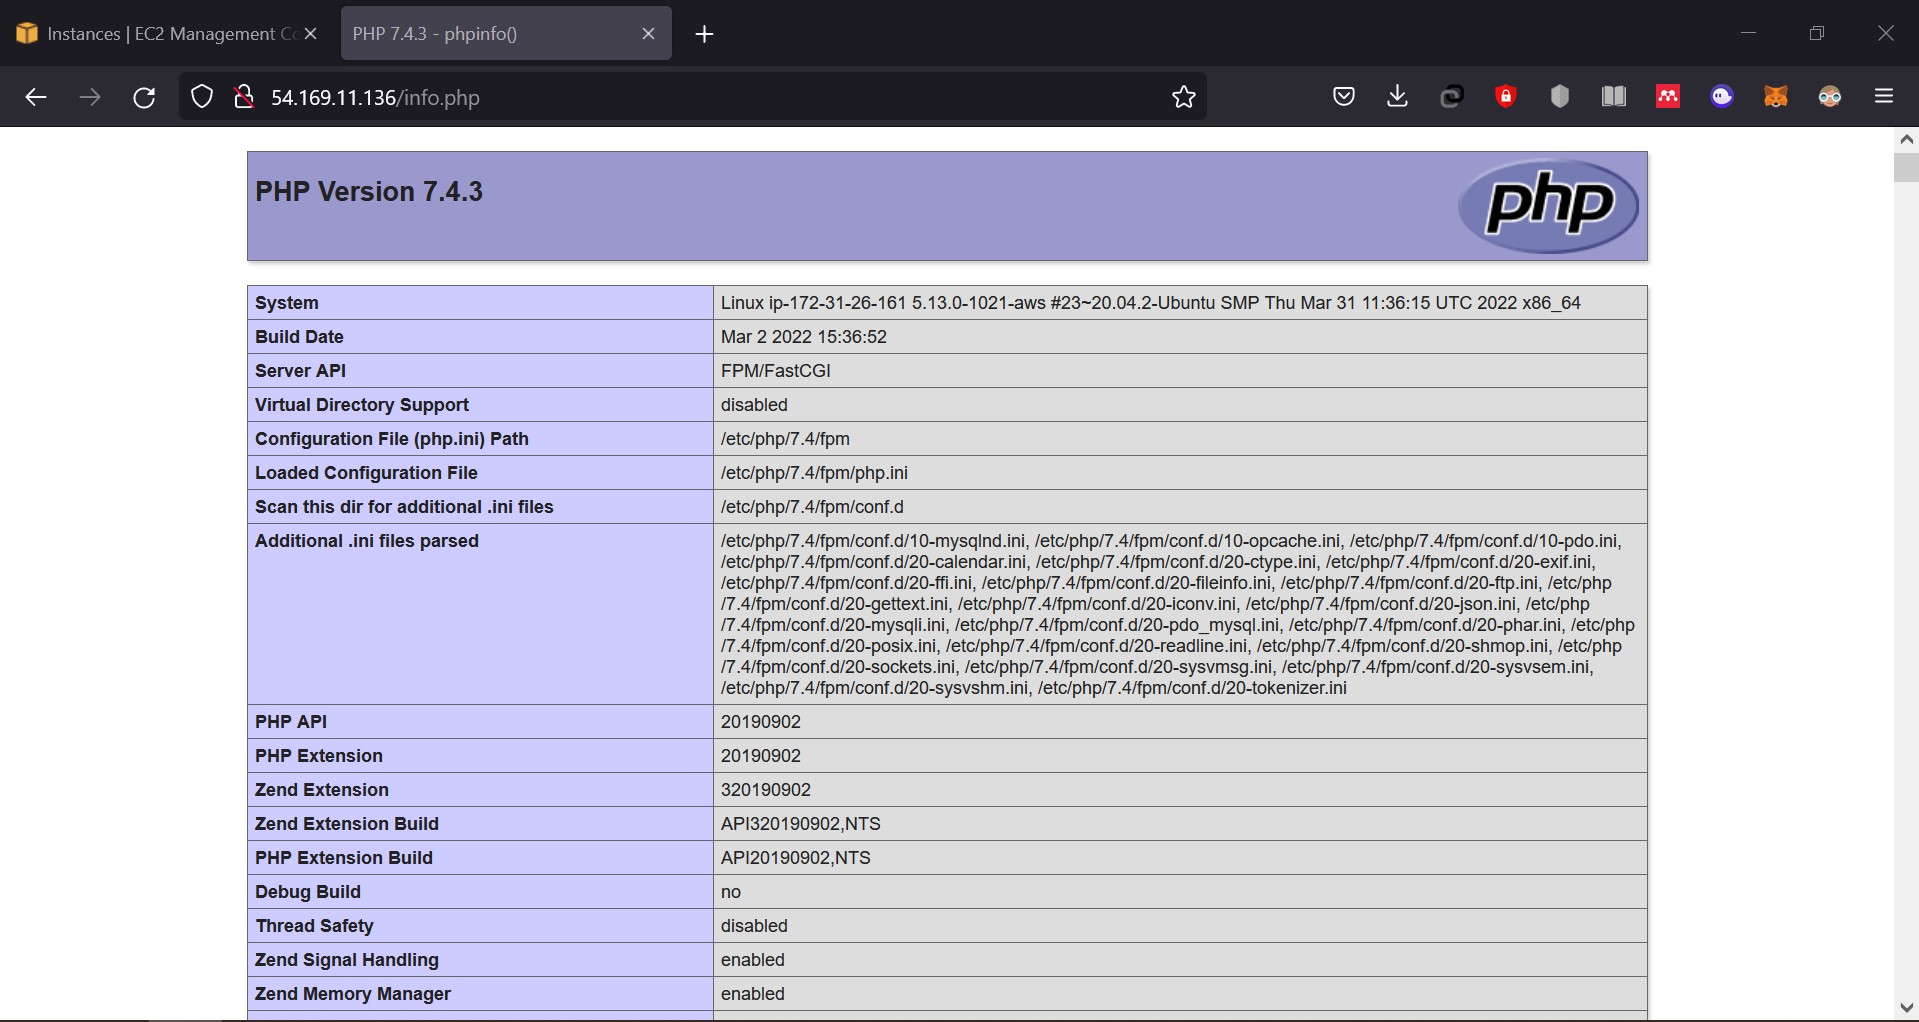 Instances | EC2 Management Co
PHP 7.4.3 - phpinfo()
54.169.11.136/info.php
PHP Version 7.4.3
php
System Linux ip-172-31-26-161 5.13.0-1021-aws #23~20.04.2-Ubuntu SMP Thu Mar 31 11:36:15 UTC 2022 x86_64
Build Date Mar 2 2022 15:36:52
Server API FPM/FastCGI
Virtual Directory Support disabled
Configuration File (php.ini) Path /etc/php/7.4/fpm
Loaded Configuration File /etc/php/7.4/fpm/php.ini
Scan this dir for additional .ini files /etc/php/7.4/fpm/conf.d
Additional .ini files parsed /etc/php/7.4/fpm/conf.d/10-mysqlnd.ini, /etc/php/7.4/fpm/conf.d/10-opcache.ini, /etc/php/7.4/fpm/conf.d/10-pdo.ini,
/etc/php/7.4/fpm/conf.d/20-calendar.ini, /etc/php/7.4/fpm/conf.d/20-ctype.ini, /etc/php/7.4/fpm/conf.d/20-exif.ini,
/etc/php/7.4/fpm/conf.d/20-ffi.ini, /etc/php/7.4/fpm/conf.d/20-fileinfo.ini, /etc/php/7.4/fpm/conf.d/20-ftp.ini, /etc/php
/7.4/fpm/conf.d/20-gettext.ini, /etc/php/7.4/fpm/conf.d/20-iconv.ini, /etc/php/7.4/fpm/conf.d/20-json.ini, /etc/php
/7.4/fpm/conf.d/20-mysqli.ini, /etc/php/7.4/fpm/conf.d/20-pdo_mysql.ini, /etc/php/7.4/fpm/conf.d/20-phar.ini, /etc/php
/7.4/fpm/conf.d/20-posix.ini, /etc/php/7.4/fpm/conf.d/20-readline.ini, /etc/php/7.4/fpm/conf.d/20-shmop.ini, /etc/php
/7.4/fpm/conf.d/20-sockets.ini, /etc/php/7.4/fpm/conf.d/20-sysvmsg.ini, /etc/php/7.4/fpm/conf.d/20-sysvsem.ini,
/etc/php/7.4/fpm/conf.d/20-sysvshm.ini, /etc/php/7.4/fpm/conf.d/20-tokenizer.ini
PHP API 20190902
PHP Extension 20190902
Zend Extension 320190902
Zend Extension Build API320190902,NTS
PHP Extension Build API20190902,NTS
Debug Build no
Thread Safety disabled
Zend Signal Handling enabled
Zend Memory Manager enabled